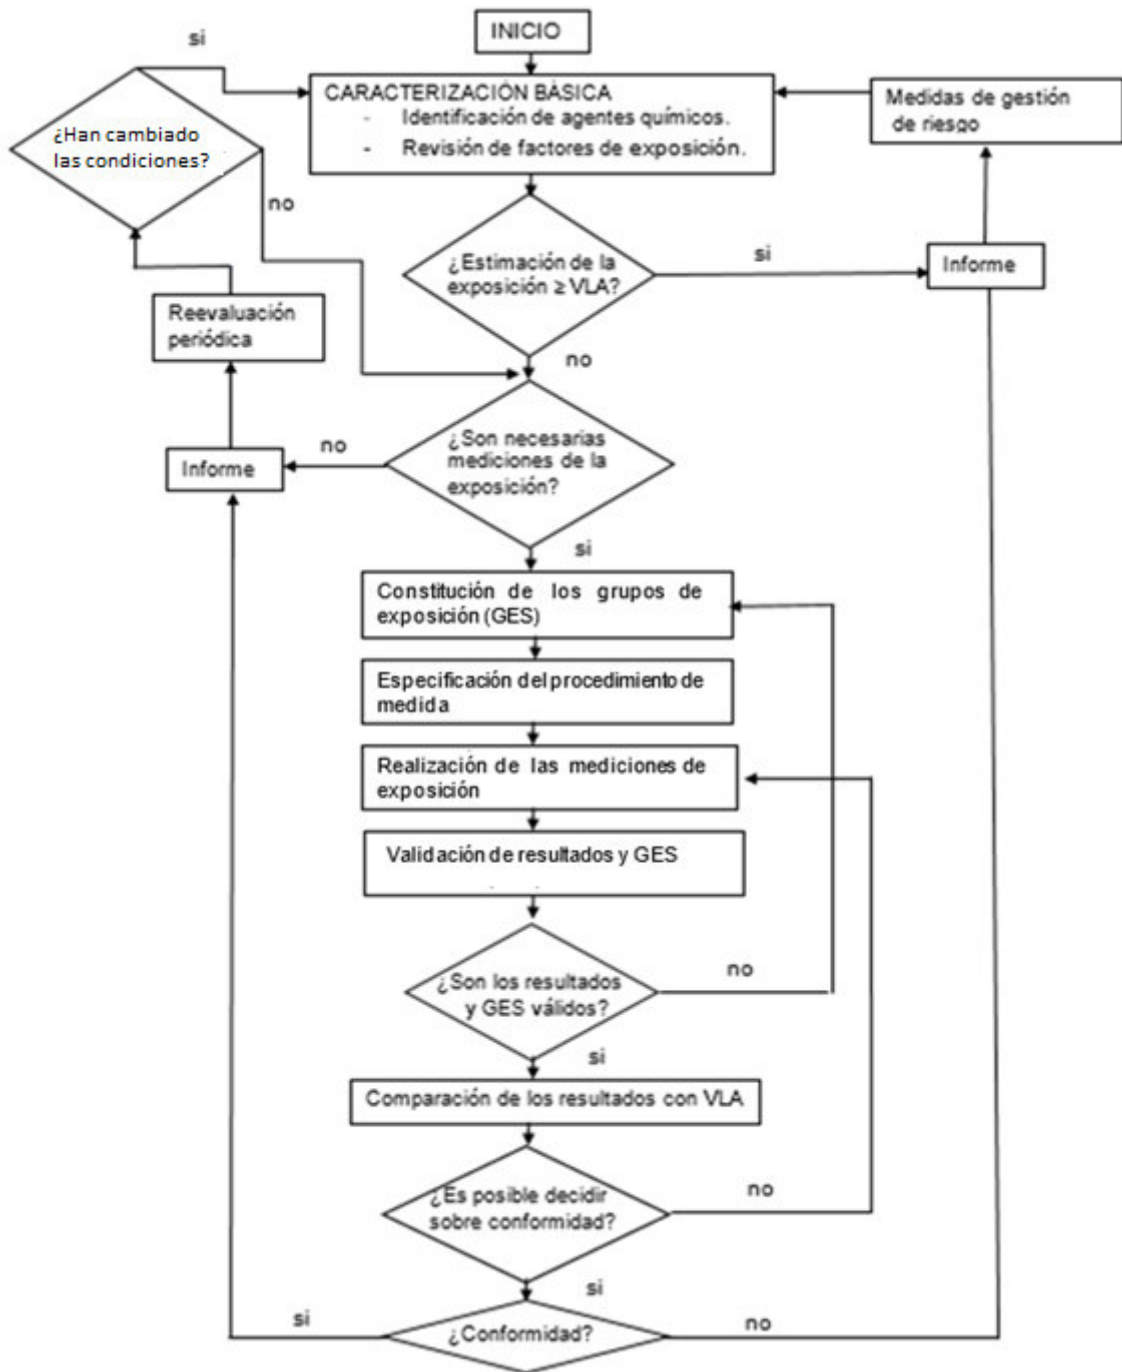 INICIO
si
CARACTERIZACIÓN BÁSICA
- Identificación de agentes químicos.
- Revisión de factores de exposición.
Medidas de gestión
de riesgo
¿Han cambiado
las condiciones?
no
¿Estimación de la
exposición ≥ VLA?
si
Informe
no
Reevaluación
periódica
¿Son necesarias
mediciones de la
exposición?
no
Informe
si
Constitución de los grupos de
exposición (GES)
Especificación del procedimiento de
medida
Realización de las mediciones de
exposición
Validación de resultados y GES
¿Son los resultados
y GES válidos?
no
si
Comparación de los resultados con VLA
¿Es posible decidir
sobre conformidad?
no
si
¿Conformidad?
si
no